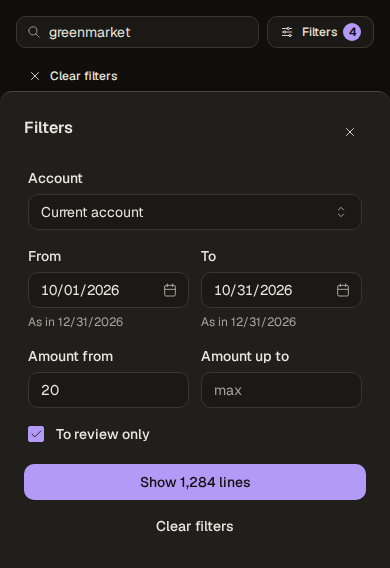 greenmarket
Filters 4
Clear filters
Filters
Account
Current account
From To
10/01/2026 10/31/2026
As in 12/31/2026 As in 12/31/2026
Amount from Amount up to
20 max
To review only
Show 1,284 lines
Clear filters